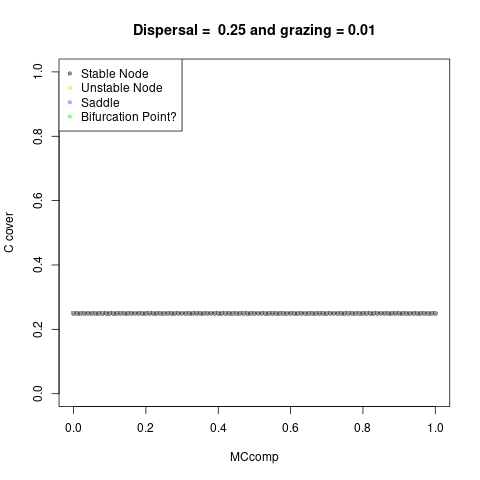 Dispersal =  0.25 and grazing = 0.01
Stable Node
Unstable Node
Saddle
Bifurcation Point?
C cover
1.0
0.8
0.6
0.4
0.2
0.0
0.0 0.2 0.4 0.6 0.8 1.0
MCcomp